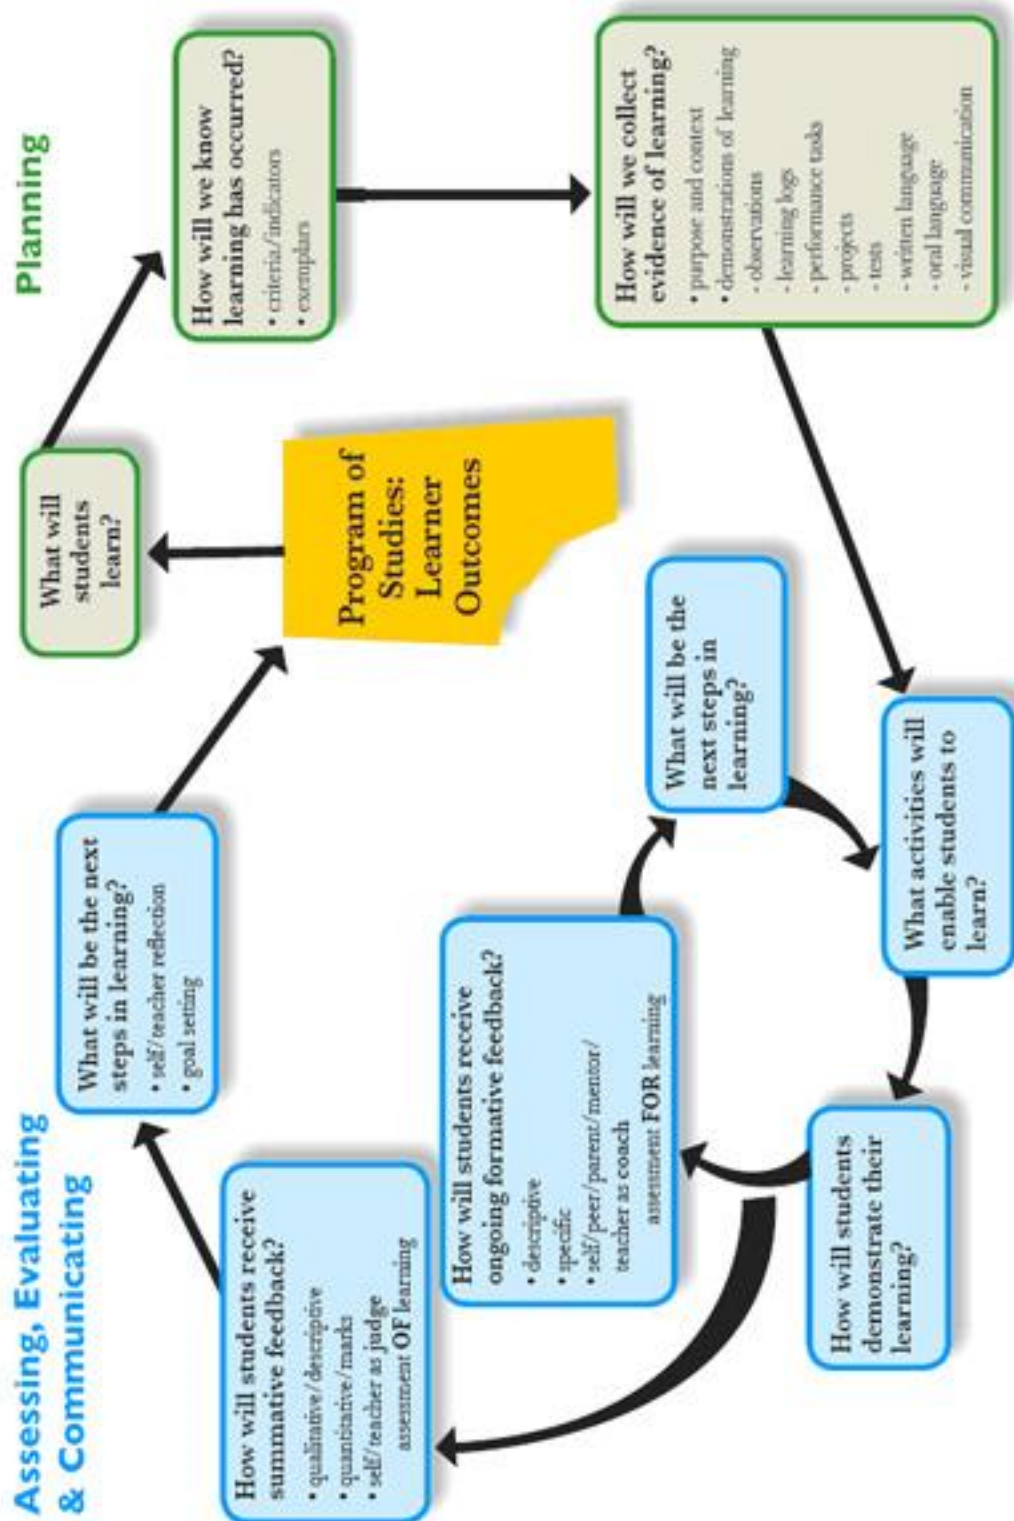 Assessing, Evaluating
& Communicating
Planning
What will
students
learn?
How will we know
learning has occurred?
• criteria/indicators
• exemplars
How will we collect
evidence of learning?
• purpose and context
• demonstrations of learning
- observations
- learning logs
- performance tasks
- projects
- tests
- written language
- oral language
- visual communication
Program of
Studies:
Learner
Outcomes
What will be the next
steps in learning?
• self/teacher reflection
• goal setting
How will students receive
summative feedback?
• qualitative/descriptive
• quantitative/marks
• self/teacher as judge
assessment OF learning
How will students receive
ongoing formative feedback?
• descriptive
• specific
• self/peer/parent/mentor/
teacher as coach
assessment FOR learning
What will be the
next steps in
learning?
What activities will
enable students to
learn?
How will students
demonstrate their
learning?